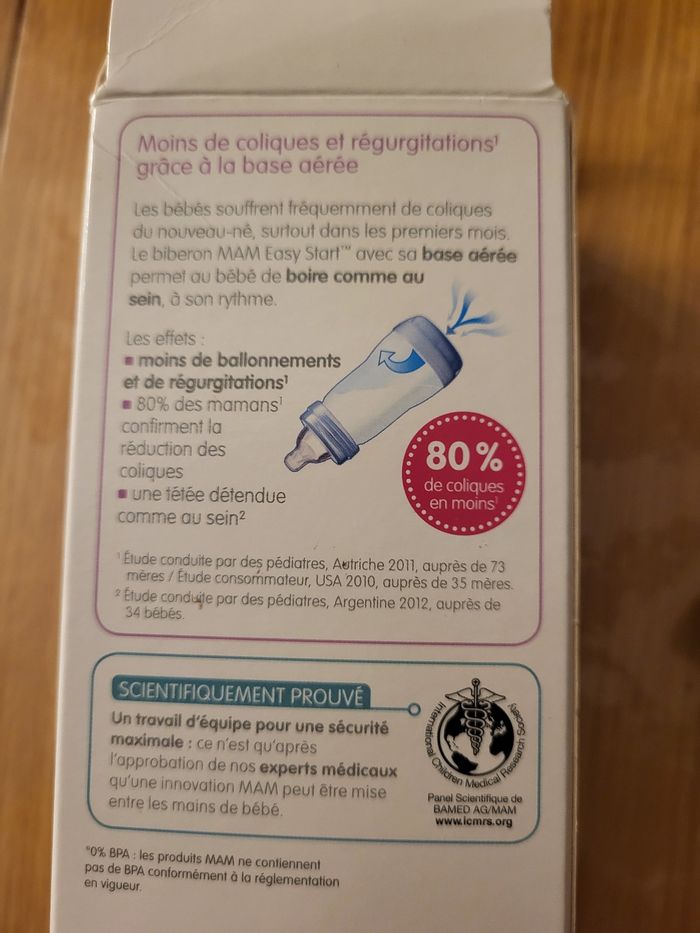 Moins de coliques et régurgitations¹
grâce à la base aérée
Les bébés souffrent fréquemment de coliques
du nouveau-né, surtout dans les premiers mois.
Le biberon MAM Easy Start™ avec sa base aérée
permet au bébé de boire comme au
sein, à son rythme.
Les effets :
▪ moins de ballonnements
et de régurgitations¹
▪ 80% des mamans¹
confirment la
réduction des
coliques
▪ une tétée détendue
comme au sein²
80 %
de coliques
en moins¹
¹ Étude conduite par des pédiatres, Autriche 2011, auprès de 73
mères / Étude consommateur, USA 2010, auprès de 35 mères.
² Étude conduite par des pédiatres, Argentine 2012, auprès de
34 bébés.
SCIENTIFIQUEMENT PROUVÉ
Un travail d'équipe pour une sécurité
maximale : ce n'est qu'après
l'approbation de nos experts médicaux
qu'une innovation MAM peut être mise
entre les mains de bébé.
International Children Medical Research Society
Panel Scientifique de
BAMED AG/MAM
www.icmrs.org
*0% BPA : les produits MAM ne contiennent
pas de BPA conformément à la réglementation
en vigueur.